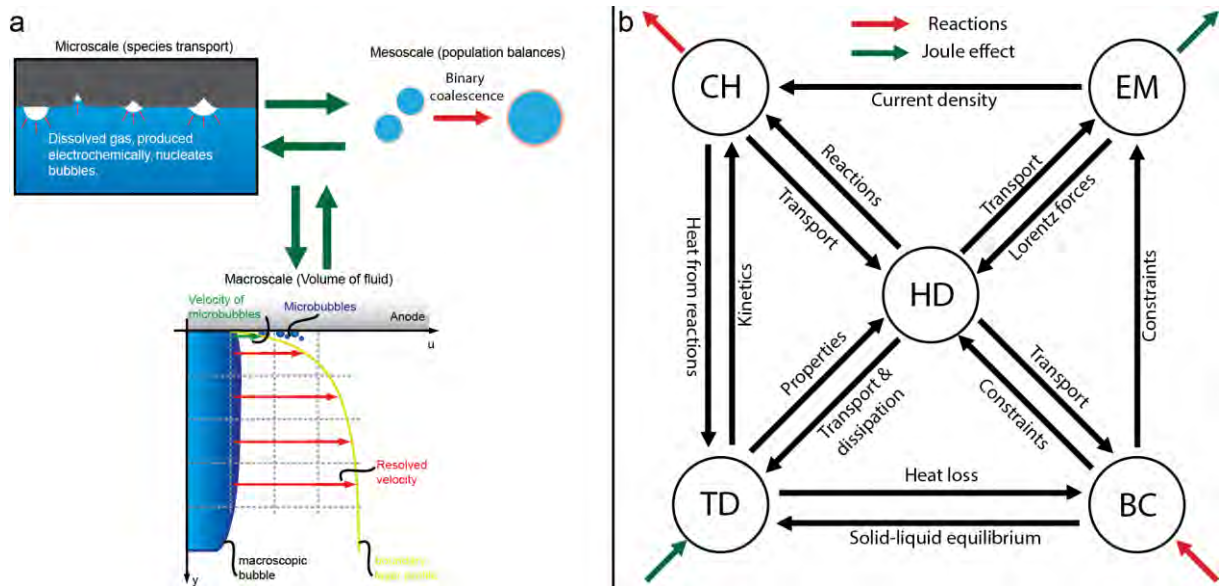 a
Microscale (species transport)
Dissolved gas, produced
electrochemically, nucleates
bubbles.
Mesoscale (population balances)
Binary
coalescence
Macroscale (Volume of fluid)
Velocity of
microbubbles
Microbubbles
Anode
u
Resolved
velocity
macroscopic
bubble
y
b
Reactions
Joule effect
CH
EM
Current density
Reactions
Transport
Transport
Lorentz forces
Heat from reactions
Kinetics
HD
Constraints
Properties
Transport &
dissipation
Transport
Constraints
TD
Heat loss
BC
Solid-liquid equilibrium